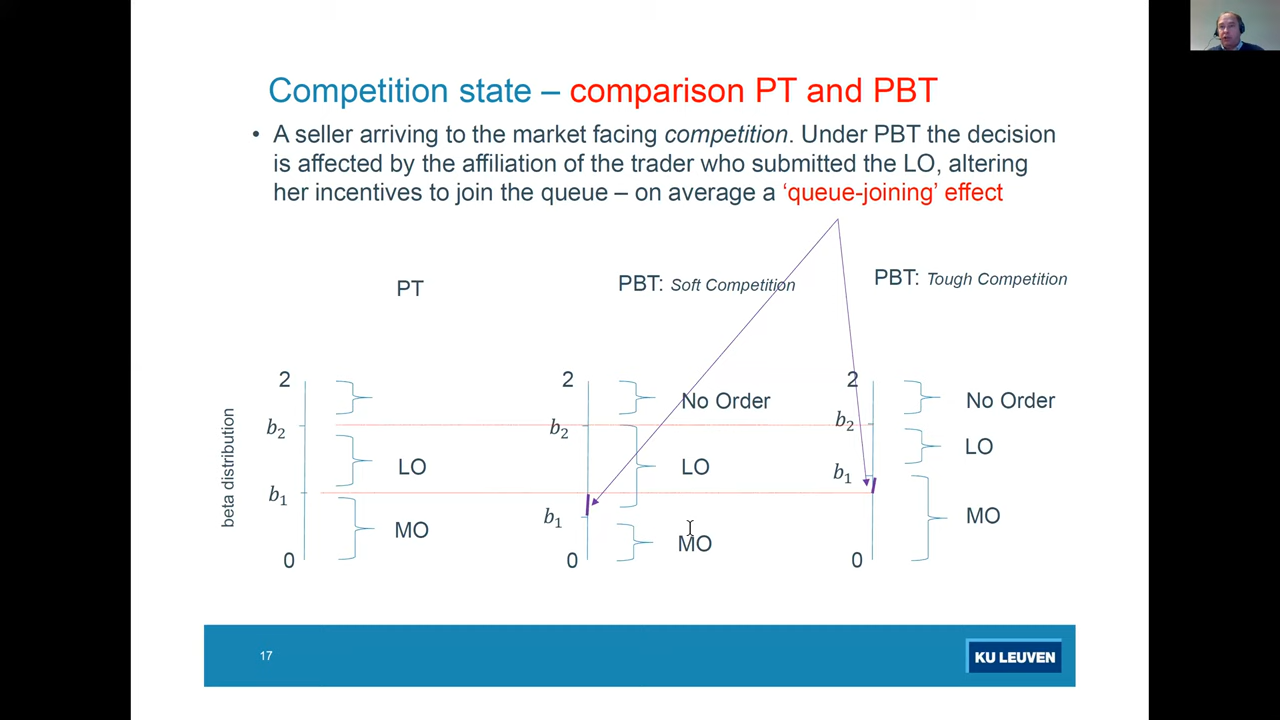 Competition state – comparison PT and PBT
• A seller arriving to the market facing competition. Under PBT the decision
is affected by the affiliation of the trader who submitted the LO, altering
her incentives to join the queue – on average a ‘queue-joining’ effect
PT
PBT: Soft Competition
PBT: Tough Competition
beta distribution
2
b₂
LO
b₁
MO
0
2
No Order
b₂
LO
b₁
MO
0
2
No Order
b₂
LO
b₁
MO
0
17
KU LEUVEN